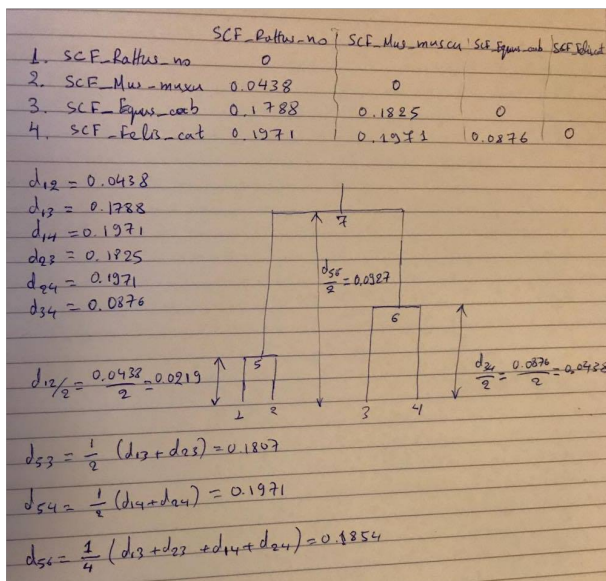 SCF_Rattus_no SCF_Mus_muscu SCF_Equus_cab SCF_Feliscat
1. SCF_Rattus_no 0
2. SCF_Mus_muscu 0.0438 0
3. SCF_Equus_cab 0.1788 0.1825 0
4. SCF_Felis_cat 0.1971 0.1971 0.0876 0
d12 = 0.0438
d13 = 0.1788
d14 = 0.1971
d23 = 0.1825
d24 = 0.1971
d34 = 0.0876
7
d56/2 = 0.0927
6
5
d12/2 = 0.0438/2 = 0.0219
d34/2 = 0.0876/2 = 0.0438
1 2 3 4
d53 = 1/2 (d13 + d23) = 0.1807
d54 = 1/2 (d14 + d24) = 0.1971
d56 = 1/4 (d13 + d23 + d14 + d24) = 0.1854